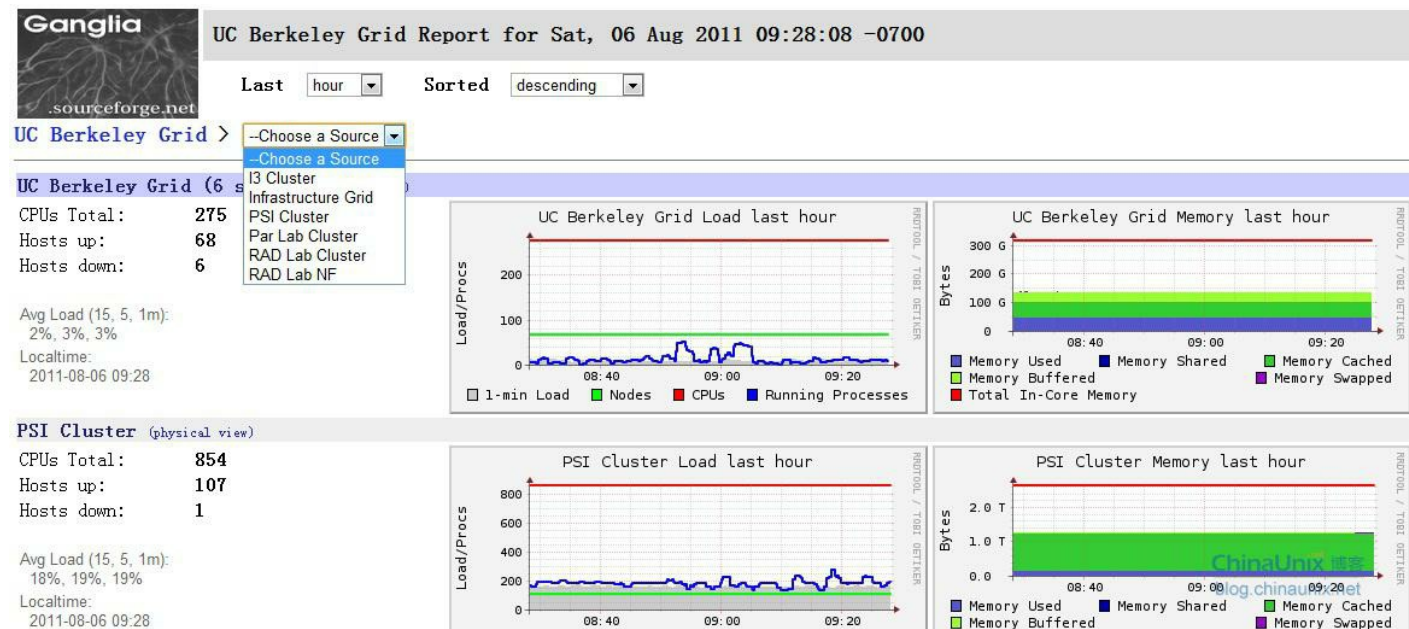 Ganglia
.sourceforge.net
UC Berkeley Grid Report for Sat, 06 Aug 2011 09:28:08 -0700
Last hour Sorted descending
UC Berkeley Grid > --Choose a Source
--Choose a Source
I3 Cluster
Infrastructure Grid
PSI Cluster
Par Lab Cluster
RAD Lab Cluster
RAD Lab NF
UC Berkeley Grid (6 s
CPUs Total: 275
Hosts up: 68
Hosts down: 6
Avg Load (15, 5, 1m):
2%, 3%, 3%
Localtime:
2011-08-06 09:28
UC Berkeley Grid Load last hour
RRDTOOL / TOBI OETIKER
Load/Procs
200
100
0
08:40 09:00 09:20
1-min Load Nodes CPUs Running Processes
UC Berkeley Grid Memory last hour
RRDTOOL / TOBI OETIKER
Bytes
300 G
200 G
100 G
0
08:40 09:00 09:20
Memory Used Memory Shared Memory Cached
Memory Buffered Memory Swapped
Total In-Core Memory
PSI Cluster (physical view)
CPUs Total: 854
Hosts up: 107
Hosts down: 1
Avg Load (15, 5, 1m):
18%, 19%, 19%
Localtime:
2011-08-06 09:28
PSI Cluster Load last hour
RRDTOOL / TOBI OETIKER
Load/Procs
800
600
400
200
0
08:40 09:00 09:20
PSI Cluster Memory last hour
RRDTOOL / TOBI OETIKER
Bytes
2.0 T
1.0 T
0.0
08:40 09:00 09:20
Memory Used Memory Shared Memory Cached
Memory Buffered Memory Swapped
ChinaUnix 博客
blog.chinaunix.net